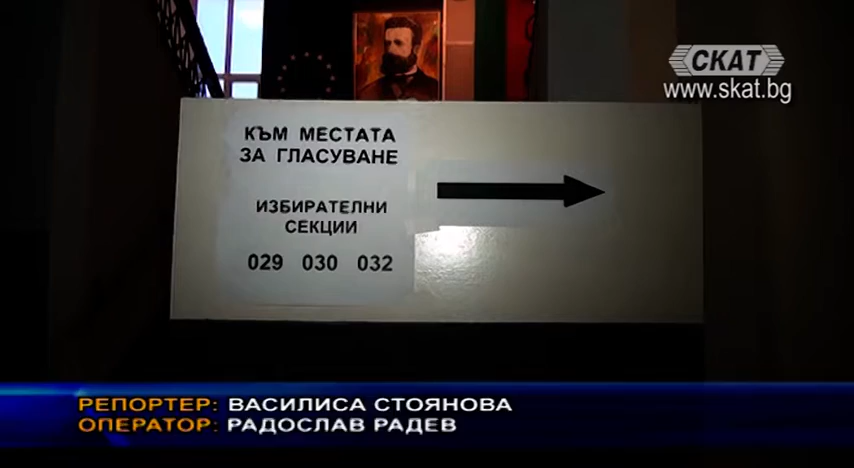 СКАТ
www.skat.bg
КЪМ МЕСТАТА
ЗА ГЛАСУВАНЕ
ИЗБИРАТЕЛНИ
СЕКЦИИ
029 030 032
РЕПОРТЕР: ВАСИЛИСА СТОЯНОВА
ОПЕРАТОР: РАДОСЛАВ РАДЕВ